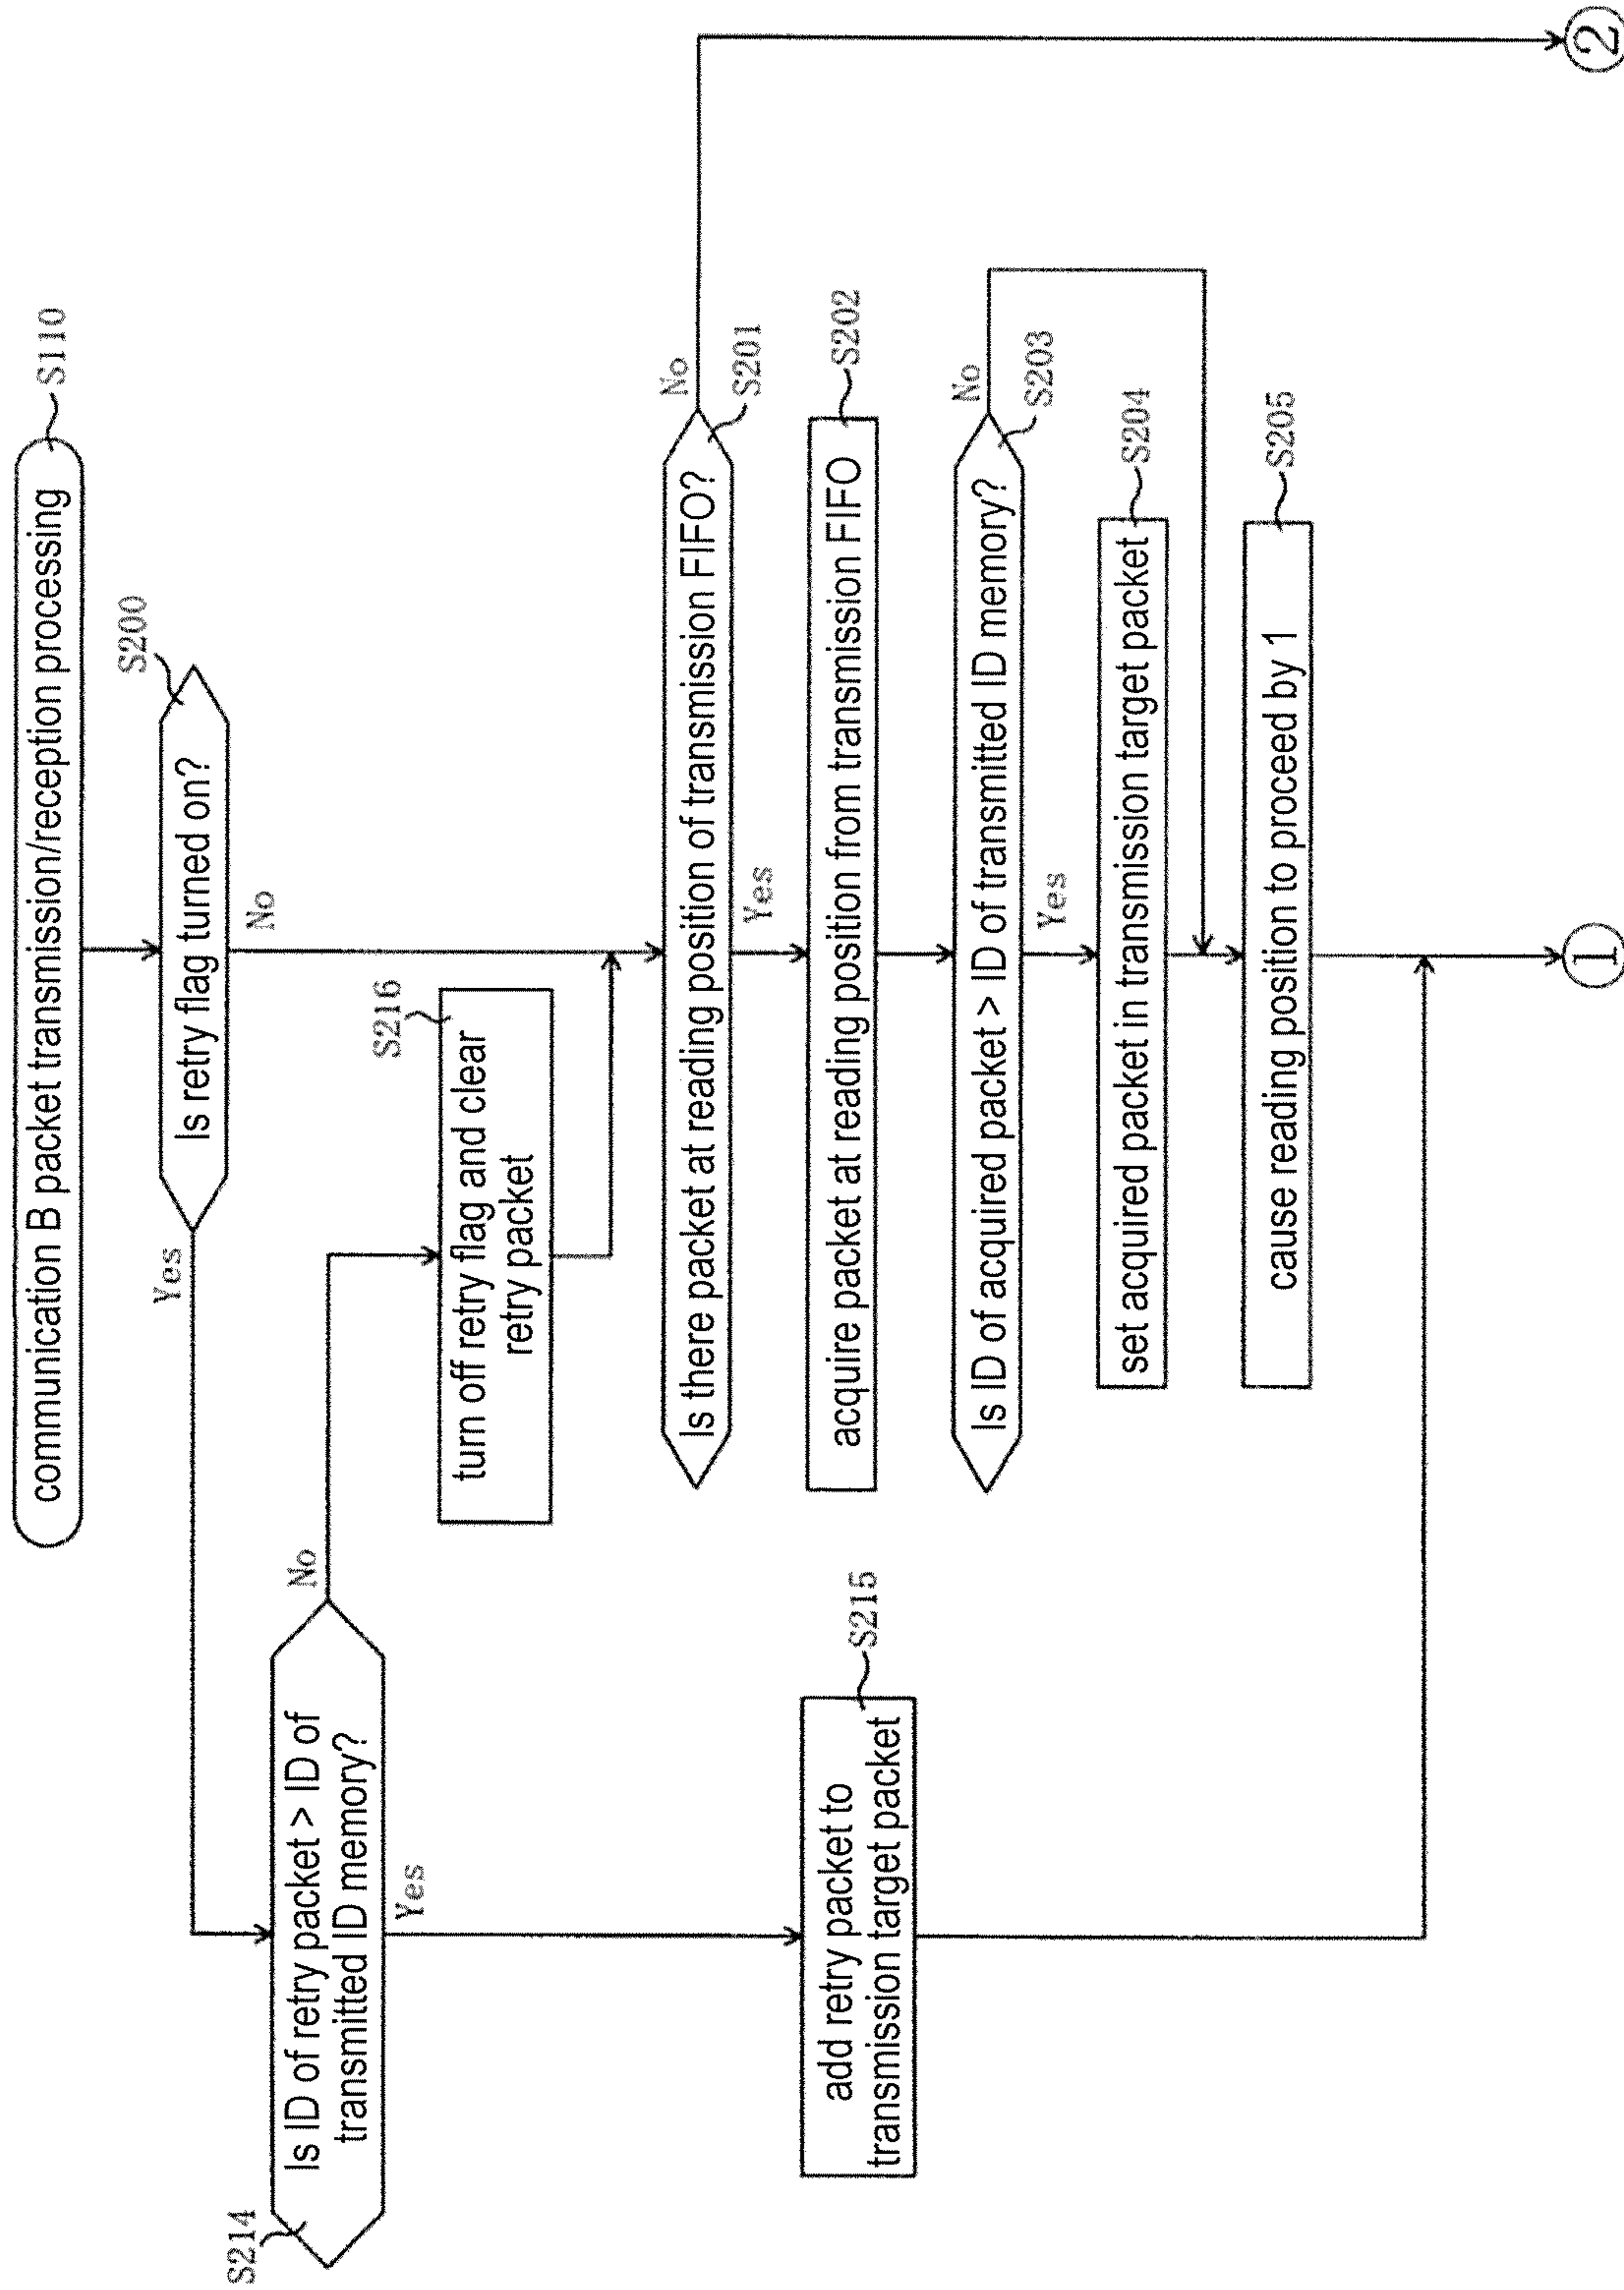 communication B packet transmission/reception processing
S110
Is retry flag turned on?
S200
Yes
No
S214
Is ID of retry packet > ID of
transmitted ID memory?
No
Yes
turn off retry flag and clear
retry packet
S216
Is there packet at reading position of transmission FIFO?
No
S201
Yes
add retry packet to
transmission target packet
S215
acquire packet at reading position from transmission FIFO
S202
Is ID of acquired packet > ID of transmitted ID memory?
No
S203
Yes
set acquired packet in transmission target packet
S204
cause reading position to proceed by 1
S205
1
2